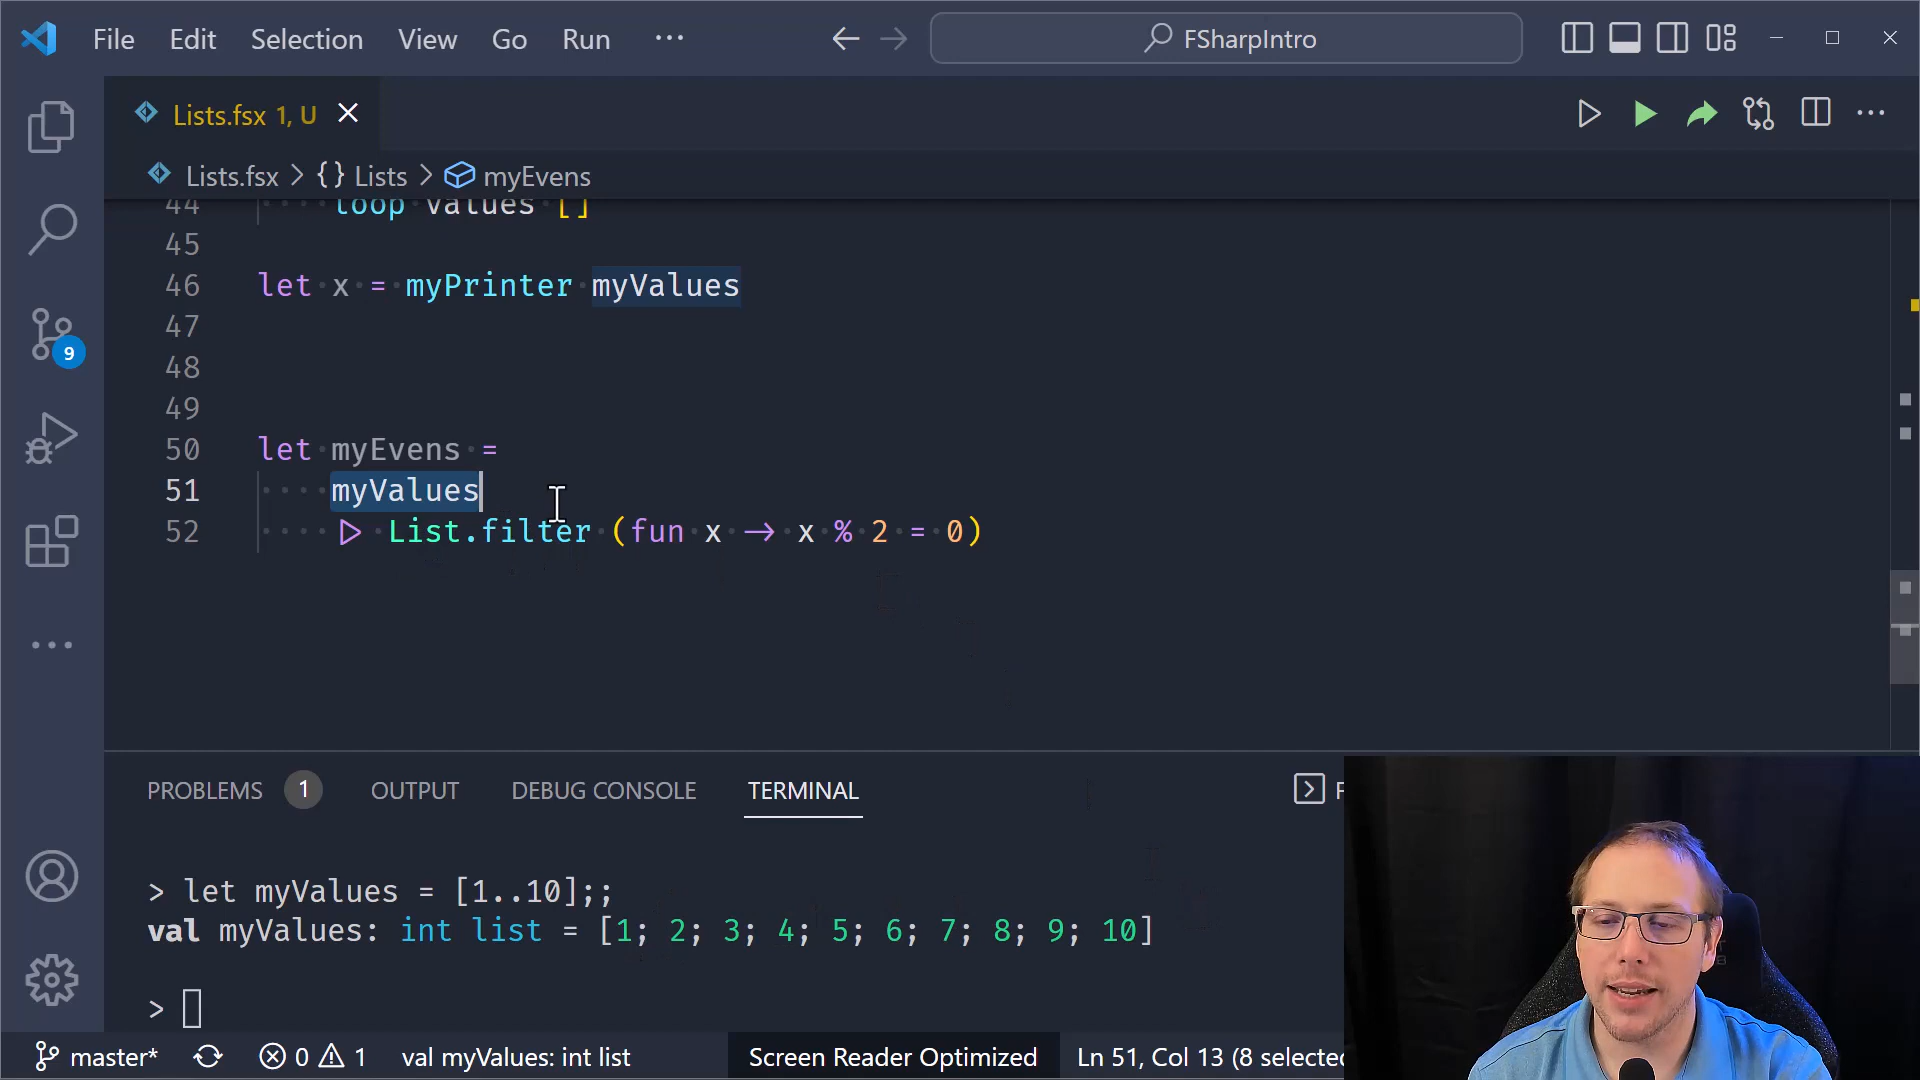 File Edit Selection View Go Run ··· FSharpIntro
Lists.fsx 1, U
Lists.fsx > {} Lists > myEvens
44 loop values []
45
46 let x = myPrinter myValues
47
48
49
50 let myEvens =
51 myValues
52 |> List.filter (fun x -> x % 2 = 0)
9
PROBLEMS 1 OUTPUT DEBUG CONSOLE TERMINAL
> let myValues = [1..10];;
val myValues: int list = [1; 2; 3; 4; 5; 6; 7; 8; 9; 10]
>
master* 0 1 val myValues: int list Screen Reader Optimized Ln 51, Col 13 (8 selected